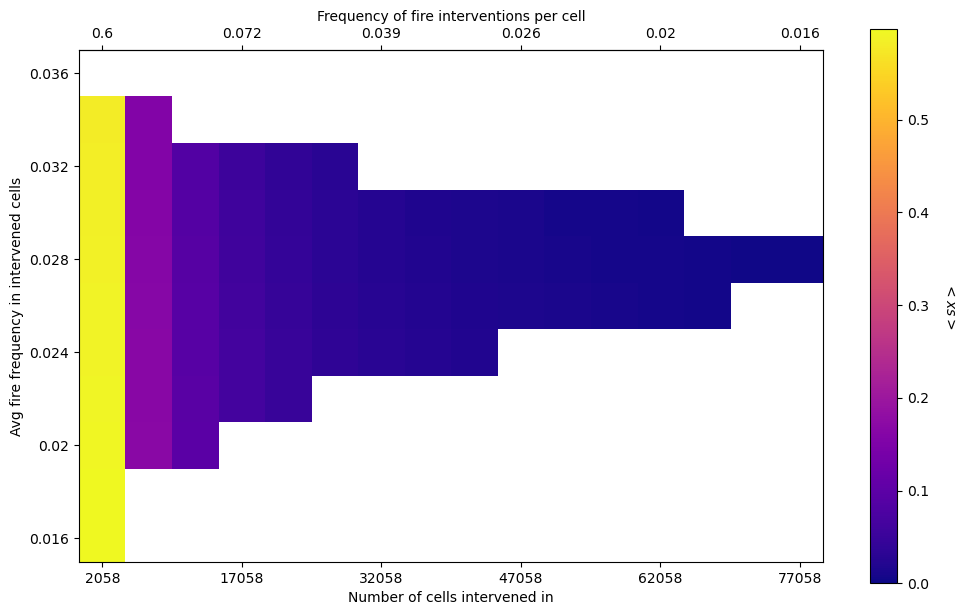 Frequency of fire interventions per cell
0.6 0.072 0.039 0.026 0.02 0.016
0.036
0.032
0.028
0.024
0.02
0.016
Avg fire frequency in intervened cells
2058 17058 32058 47058 62058 77058
Number of cells intervened in
0.5
0.4
0.3
0.2
0.1
0.0
< sx >